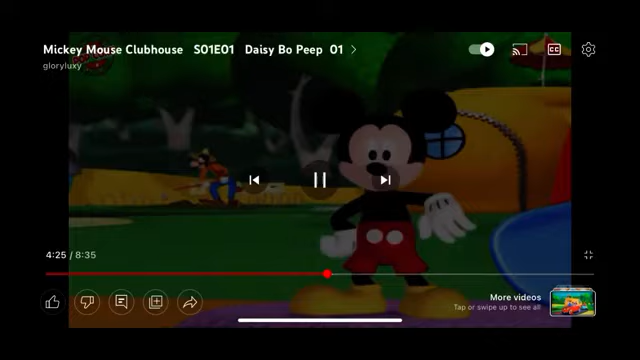 Mickey Mouse Clubhouse S01E01 Daisy Bo Peep 01
CC
gloryluxy
4:25 / 8:35
More videos
Tap or swipe up to see all